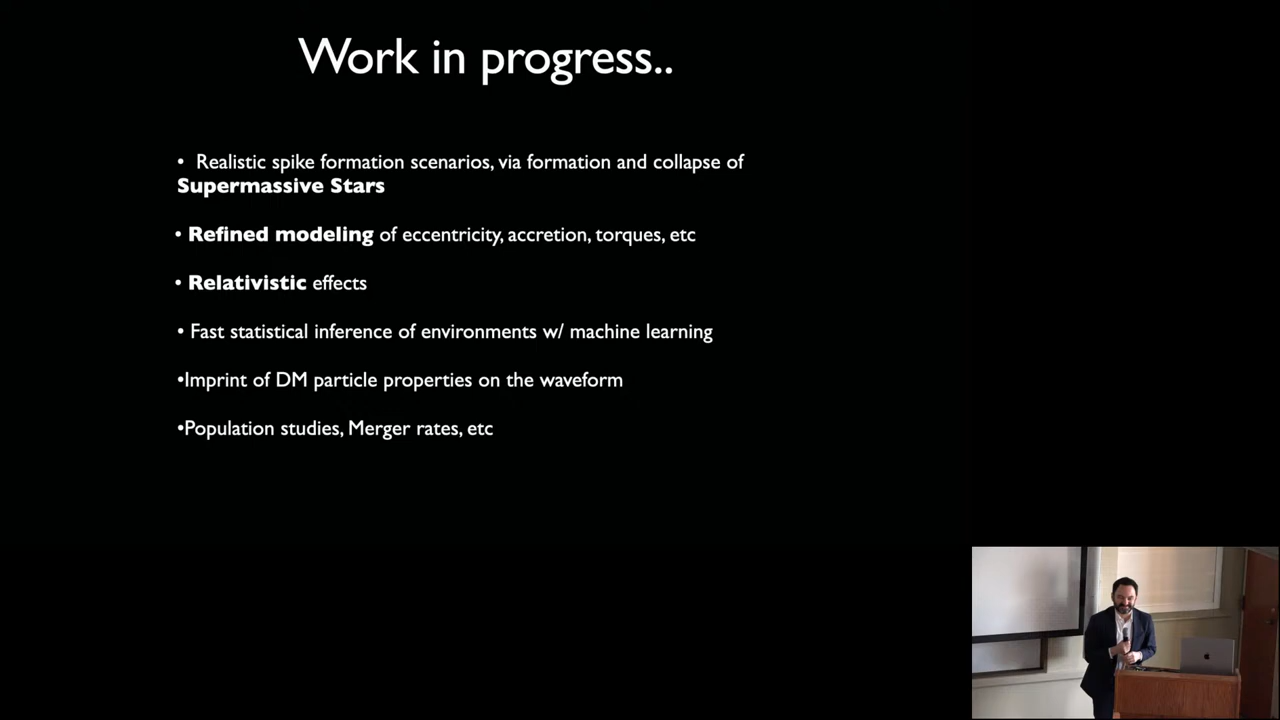 Work in progress..
• Realistic spike formation scenarios, via formation and collapse of
Supermassive Stars
• Refined modeling of eccentricity, accretion, torques, etc
• Relativistic effects
• Fast statistical inference of environments w/ machine learning
•Imprint of DM particle properties on the waveform
•Population studies, Merger rates, etc